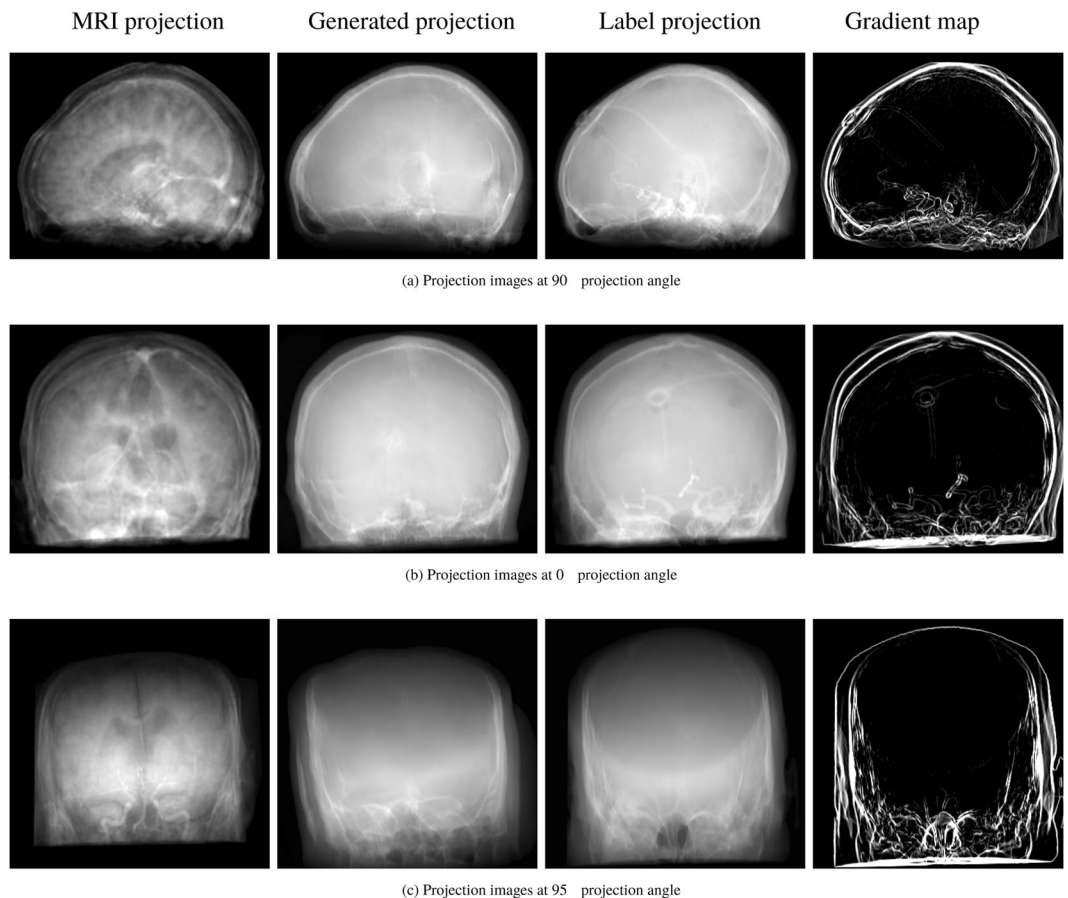 MRI projection Generated projection Label projection Gradient map
(a) Projection images at 90 projection angle
(b) Projection images at 0 projection angle
(c) Projection images at 95 projection angle